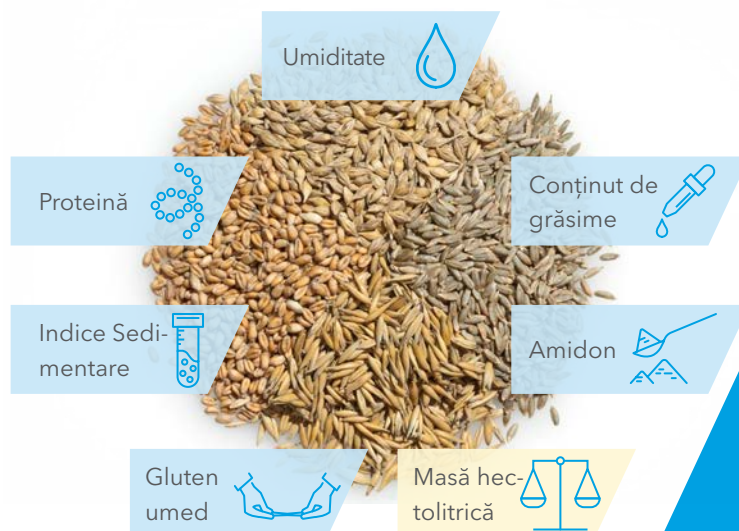 Umiditate
Proteină
Conținut de
grăsime
Indice Sedi-
mentare
Amidon
Gluten
umed
Masă hec-
tolitrică